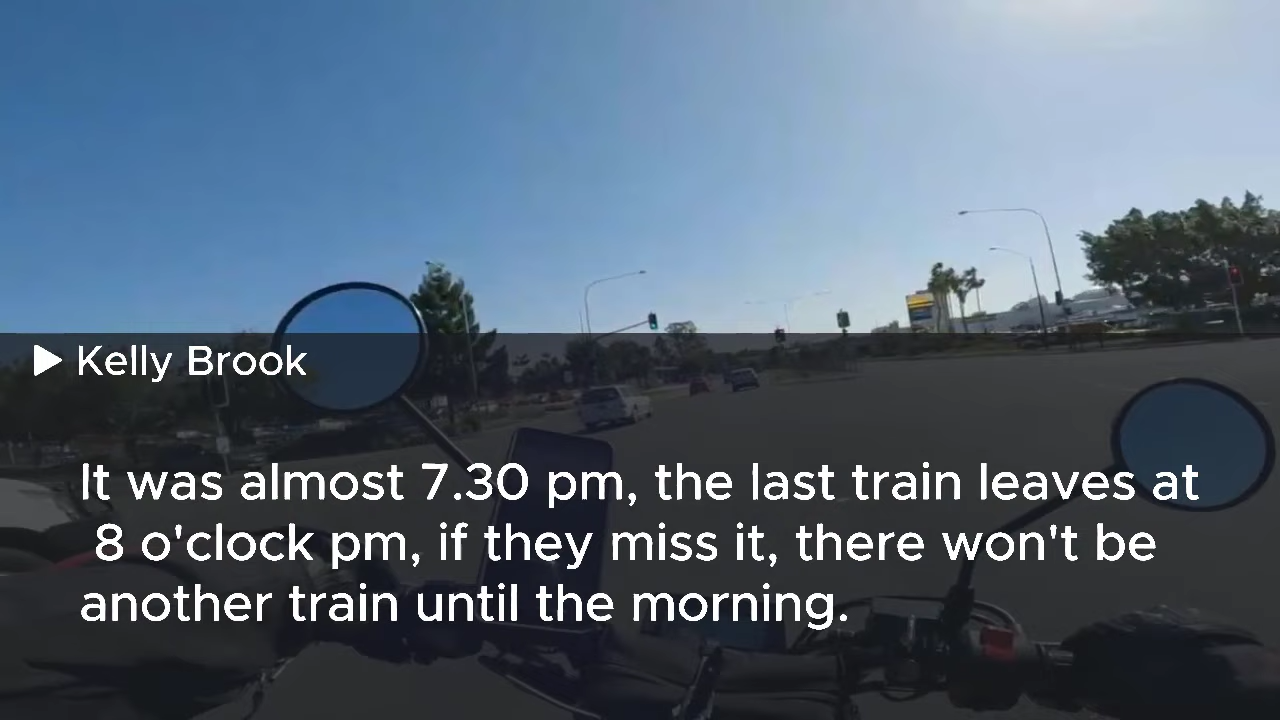 Kelly Brook
It was almost 7.30 pm, the last train leaves at
8 o'clock pm, if they miss it, there won't be
another train until the morning.